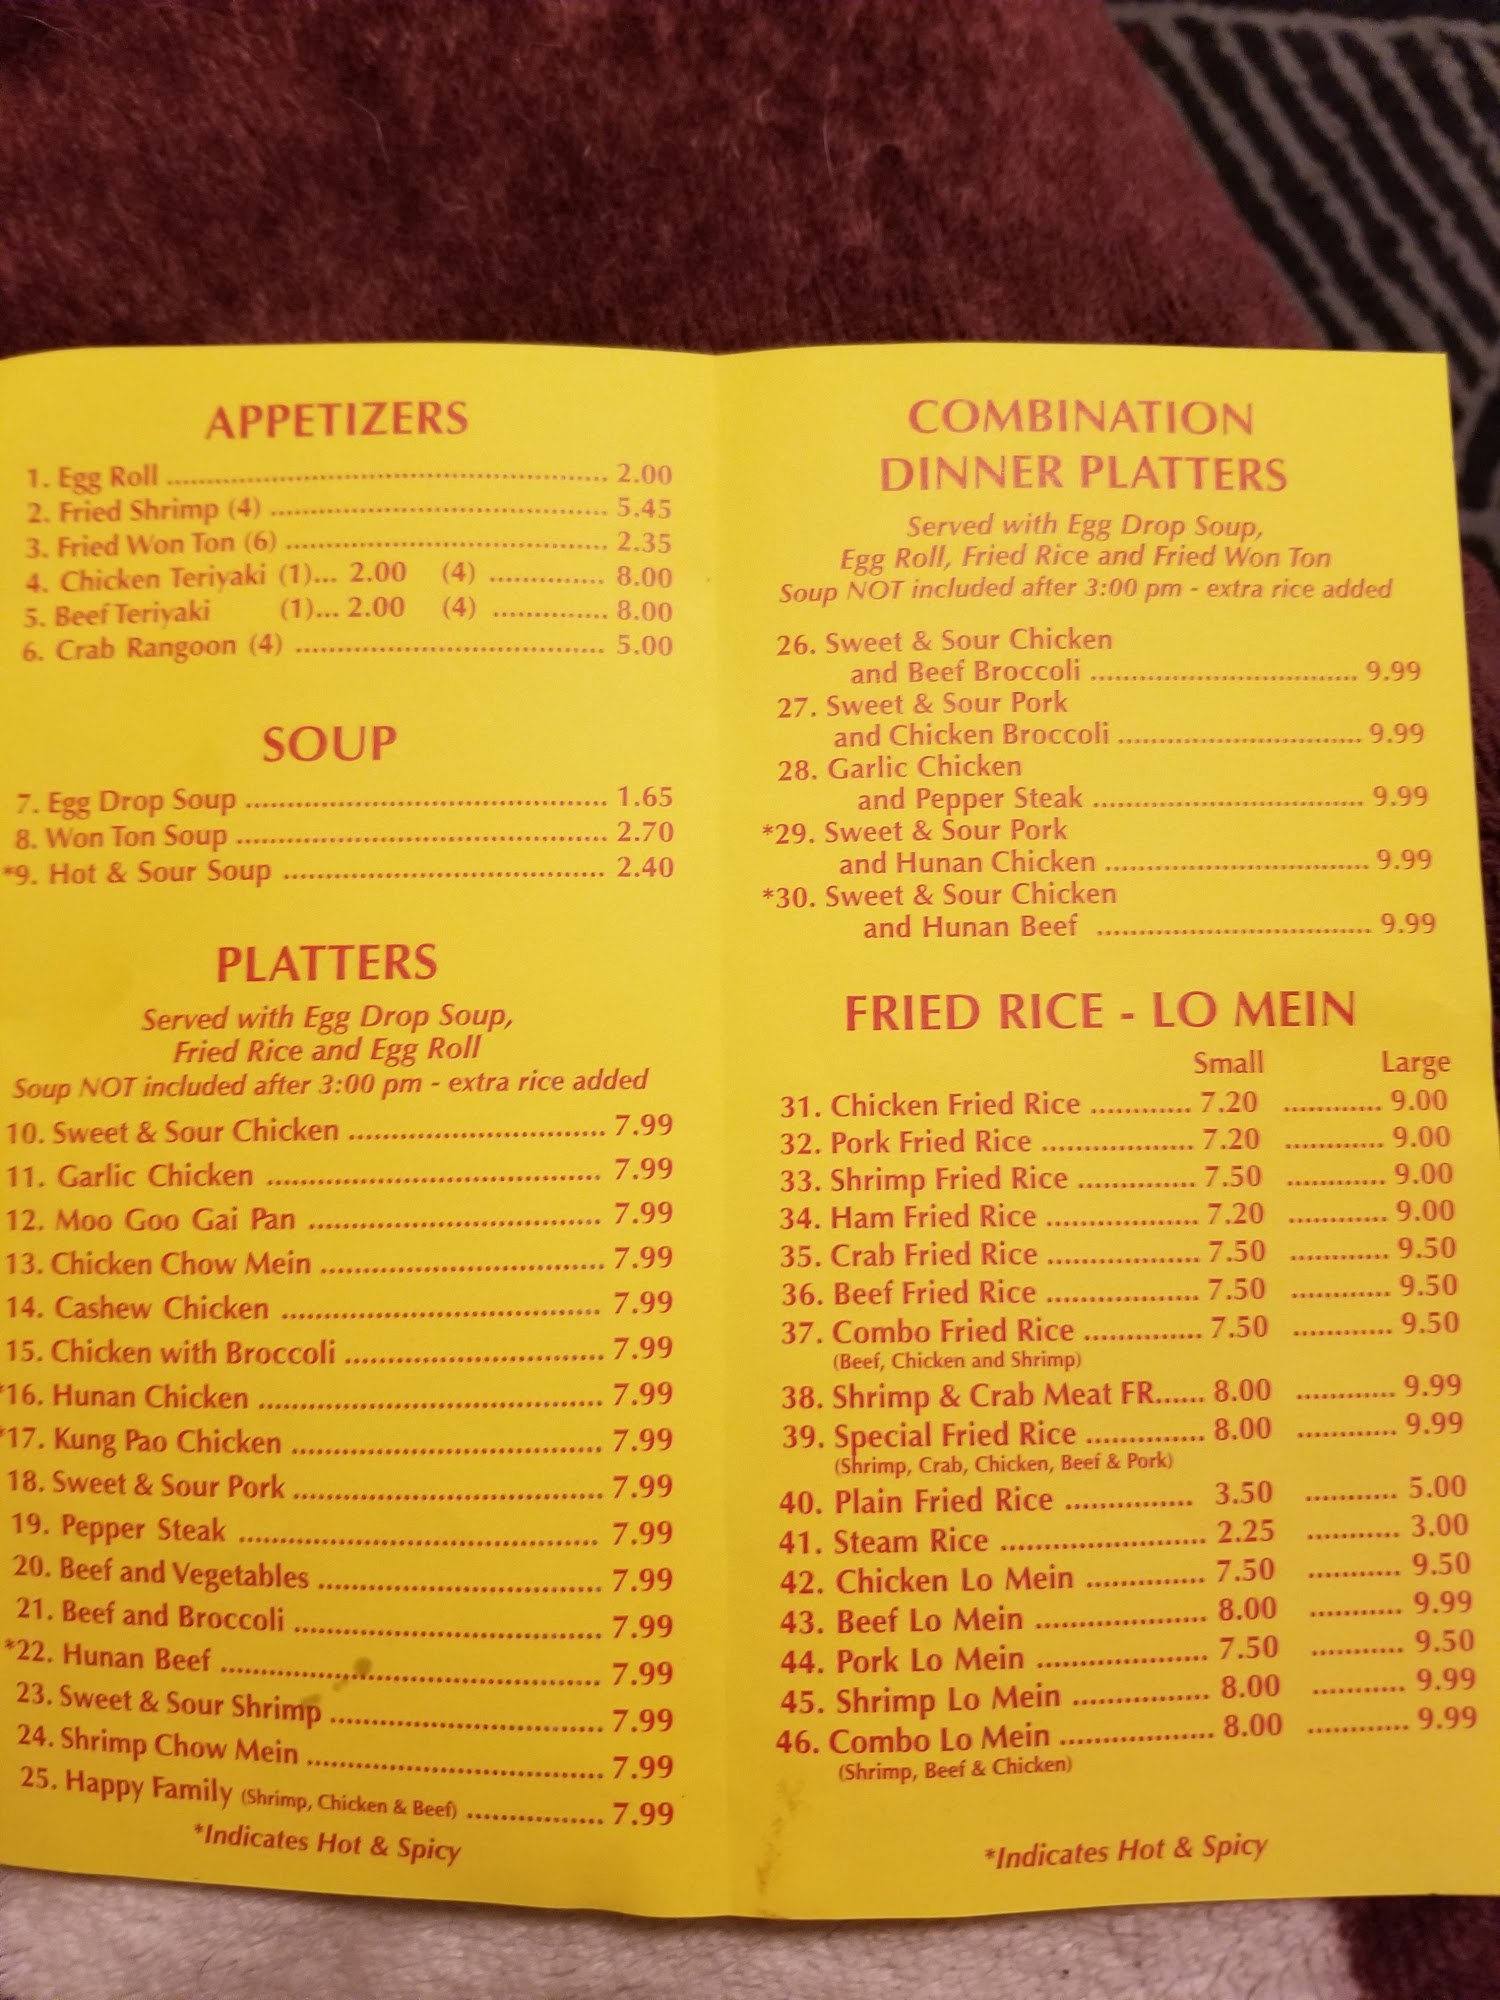 APPETIZERS
1. Egg Roll ........ 2.00
2. Fried Shrimp (4) ........ 5.45
3. Fried Won Ton (6) ........ 2.35
4. Chicken Teriyaki (1)... 2.00 (4) ........ 8.00
5. Beef Teriyaki (1)... 2.00 (4) ........ 8.00
6. Crab Rangoon (4) ........ 5.00
SOUP
7. Egg Drop Soup ........ 1.65
8. Won Ton Soup ........ 2.70
*9. Hot & Sour Soup ........ 2.40
PLATTERS
Served with Egg Drop Soup,
Fried Rice and Egg Roll
Soup NOT included after 3:00 pm - extra rice added
10. Sweet & Sour Chicken ........ 7.99
11. Garlic Chicken ........ 7.99
12. Moo Goo Gai Pan ........ 7.99
13. Chicken Chow Mein ........ 7.99
14. Cashew Chicken ........ 7.99
15. Chicken with Broccoli ........ 7.99
*16. Hunan Chicken ........ 7.99
*17. Kung Pao Chicken ........ 7.99
18. Sweet & Sour Pork ........ 7.99
19. Pepper Steak ........ 7.99
20. Beef and Vegetables ........ 7.99
21. Beef and Broccoli ........ 7.99
*22. Hunan Beef ........ 7.99
23. Sweet & Sour Shrimp ........ 7.99
24. Shrimp Chow Mein ........ 7.99
25. Happy Family (Shrimp, Chicken & Beef) ........ 7.99
*Indicates Hot & Spicy
COMBINATION
DINNER PLATTERS
Served with Egg Drop Soup,
Egg Roll, Fried Rice and Fried Won Ton
Soup NOT included after 3:00 pm - extra rice added
26. Sweet & Sour Chicken
and Beef Broccoli ........ 9.99
27. Sweet & Sour Pork
and Chicken Broccoli ........ 9.99
28. Garlic Chicken
and Pepper Steak ........ 9.99
*29. Sweet & Sour Pork
and Hunan Chicken ........ 9.99
*30. Sweet & Sour Chicken
and Hunan Beef ........ 9.99
FRIED RICE - LO MEIN
Small Large
31. Chicken Fried Rice ........ 7.20 ........ 9.00
32. Pork Fried Rice ........ 7.20 ........ 9.00
33. Shrimp Fried Rice ........ 7.50 ........ 9.00
34. Ham Fried Rice ........ 7.20 ........ 9.00
35. Crab Fried Rice ........ 7.50 ........ 9.50
36. Beef Fried Rice ........ 7.50 ........ 9.50
37. Combo Fried Rice ........ 7.50 ........ 9.50
(Beef, Chicken and Shrimp)
38. Shrimp & Crab Meat FR...... 8.00 ........ 9.99
39. Special Fried Rice ........ 8.00 ........ 9.99
(Shrimp, Crab, Chicken, Beef & Pork)
40. Plain Fried Rice ........ 3.50 ........ 5.00
41. Steam Rice ........ 2.25 ........ 3.00
42. Chicken Lo Mein ........ 7.50 ........ 9.50
43. Beef Lo Mein ........ 8.00 ........ 9.99
44. Pork Lo Mein ........ 7.50 ........ 9.50
45. Shrimp Lo Mein ........ 8.00 ........ 9.99
46. Combo Lo Mein ........ 8.00 ........ 9.99
(Shrimp, Beef & Chicken)
*Indicates Hot & Spicy